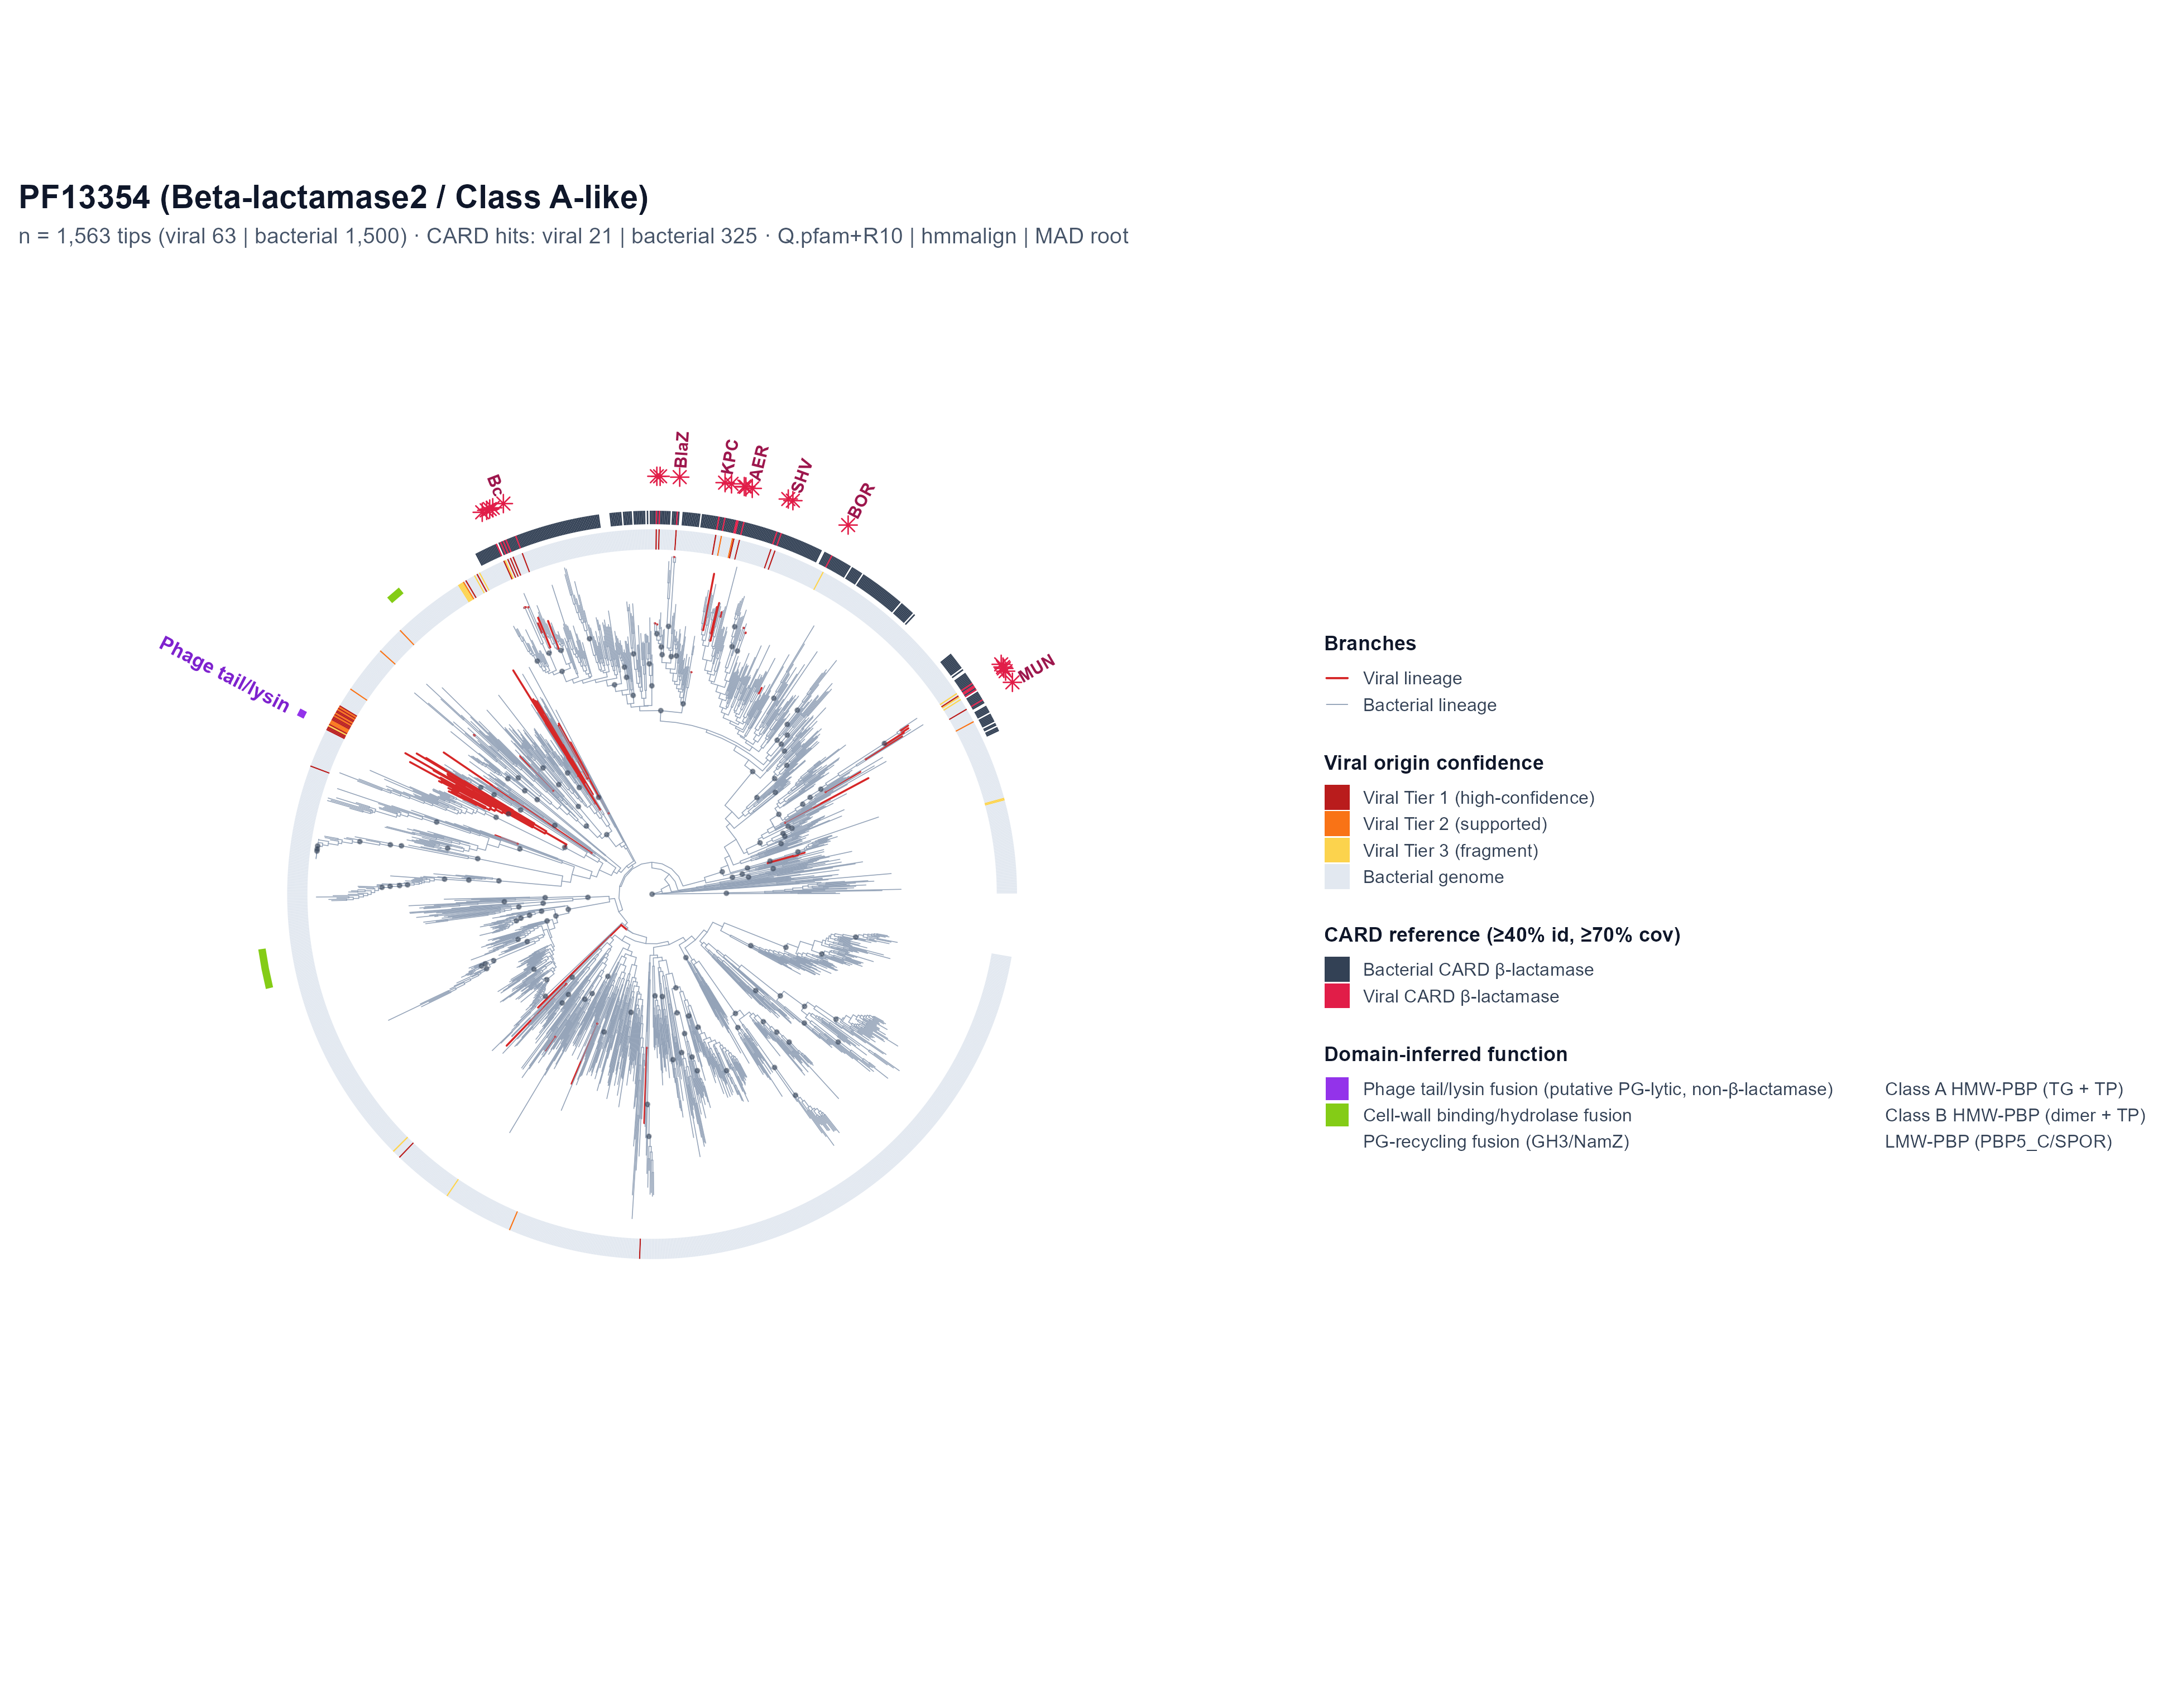 PF13354 (Beta-lactamase2 / Class A-like)
n = 1,563 tips (viral 63 | bacterial 1,500) · CARD hits: viral 21 | bacterial 325 · Q.pfam+R10 | hmmalign | MAD root
Bc
BlaZ
KPC
AER
SHV
BOR
MUN
Phage tail/lysin
Branches
Viral lineage
Bacterial lineage
Viral origin confidence
Viral Tier 1 (high-confidence)
Viral Tier 2 (supported)
Viral Tier 3 (fragment)
Bacterial genome
CARD reference (≥40% id, ≥70% cov)
Bacterial CARD β-lactamase
Viral CARD β-lactamase
Domain-inferred function
Phage tail/lysin fusion (putative PG-lytic, non-β-lactamase)
Cell-wall binding/hydrolase fusion
PG-recycling fusion (GH3/NamZ)
Class A HMW-PBP (TG + TP)
Class B HMW-PBP (dimer + TP)
LMW-PBP (PBP5_C/SPOR)